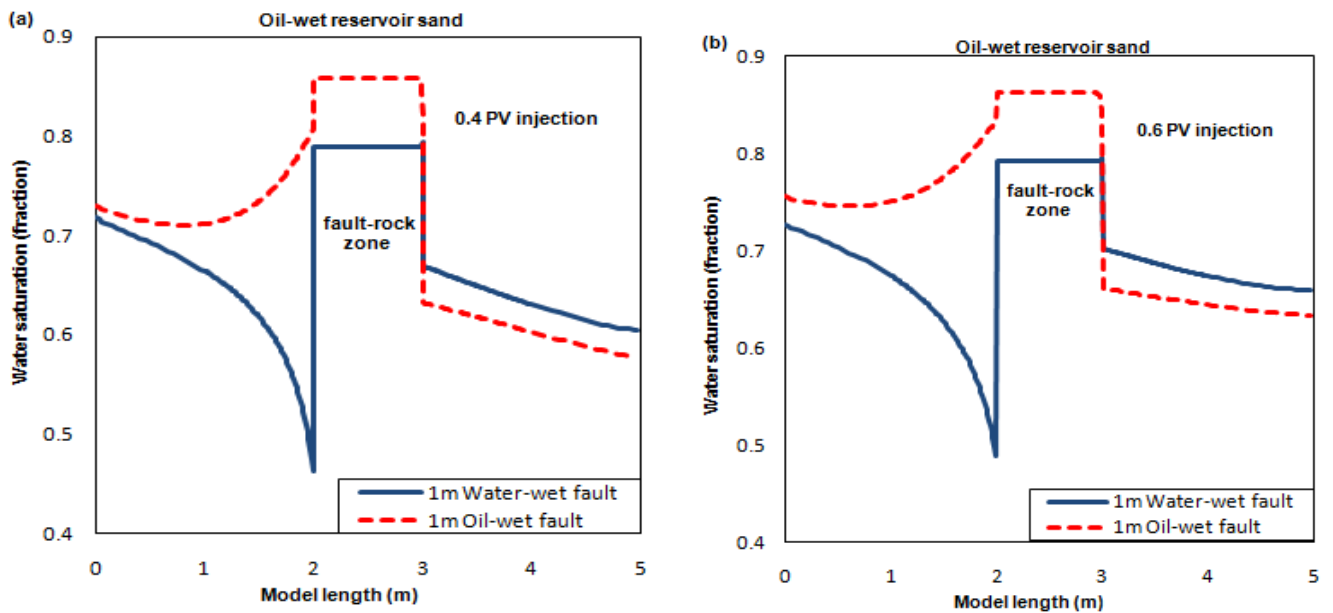 (a)
Oil-wet reservoir sand
0.9
0.8
0.7
0.6
0.5
0.4
Water saturation (fraction)
0.4 PV injection
fault-rock
zone
1m Water-wet fault
1m Oil-wet fault
0 1 2 3 4 5
Model length (m)
(b)
Oil-wet reservoir sand
0.9
0.8
0.7
0.6
0.5
0.4
Water saturation (fraction)
0.6 PV injection
fault-rock
zone
1m Water-wet fault
1m Oil-wet fault
0 1 2 3 4 5
Model length (m)